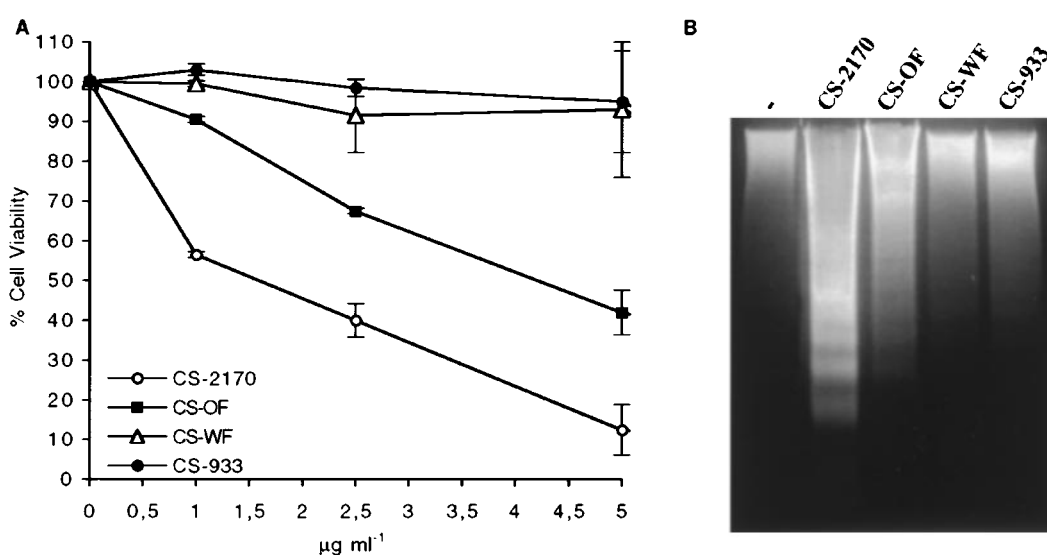 A
110
100
90
80
70
60
50
40
30
20
10
0
% Cell Viability
CS-2170
CS-OF
CS-WF
CS-933
0 0,5 1 1,5 2 2,5 3 3,5 4 4,5 5
µg ml-1
B
- CS-2170 CS-OF CS-WF CS-933